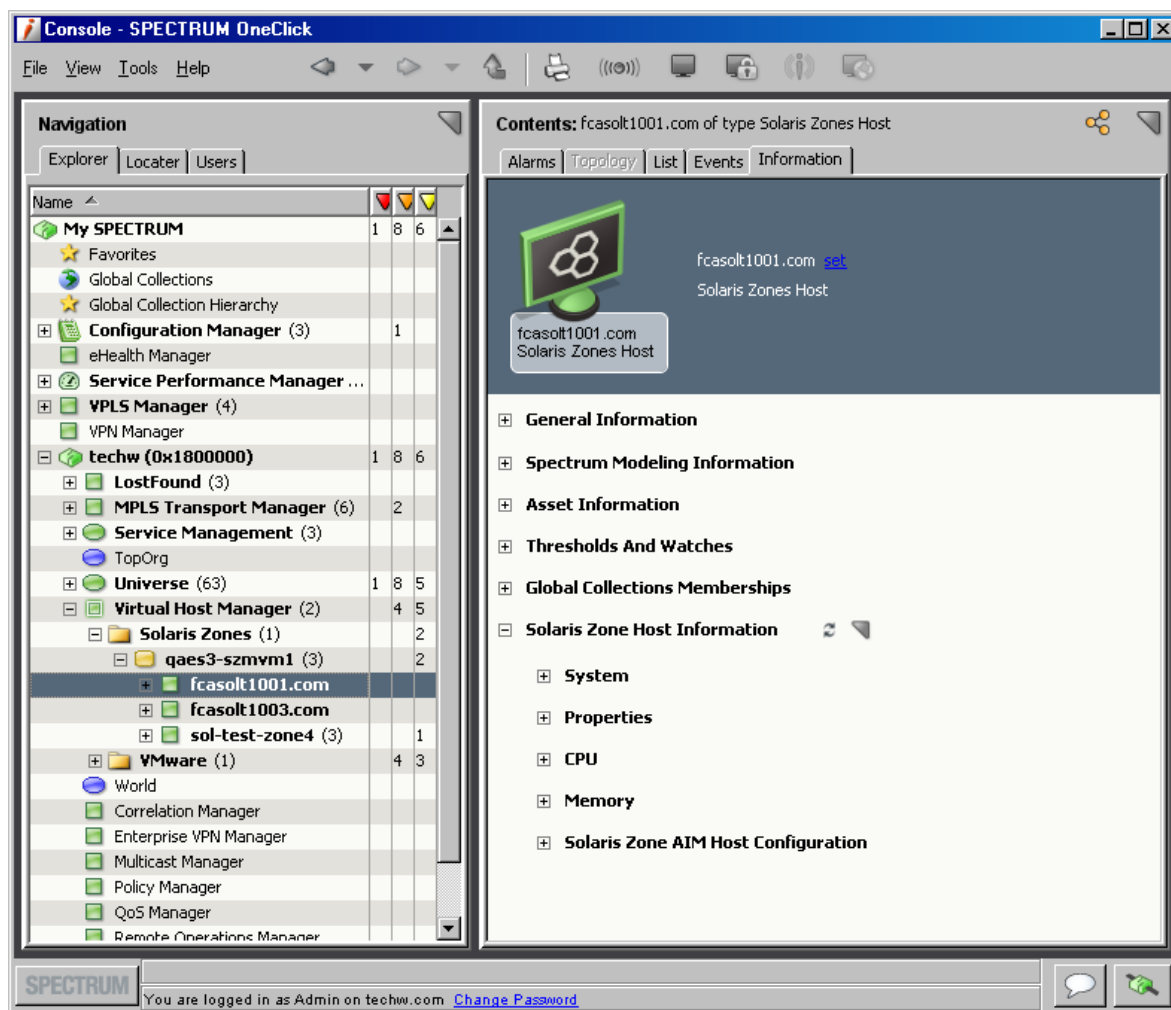 Console - SPECTRUM OneClick
File View Tools Help
Navigation
Explorer Locater Users
Name
My SPECTRUM 1 8 6
Favorites
Global Collections
Global Collection Hierarchy
Configuration Manager (3) 1
eHealth Manager
Service Performance Manager ...
VPLS Manager (4)
VPN Manager
techw (0x1800000) 1 8 6
LostFound (3)
MPLS Transport Manager (6) 2
Service Management (3)
TopOrg
Universe (63) 1 8 5
Virtual Host Manager (2) 4 5
Solaris Zones (1) 2
qaes3-szmvm1 (3) 2
fcasolt1001.com
fcasolt1003.com
sol-test-zone4 (3) 1
VMware (1) 4 3
World
Correlation Manager
Enterprise VPN Manager
Multicast Manager
Policy Manager
QoS Manager
Remote Operations Manager
Contents: fcasolt1001.com of type Solaris Zones Host
Alarms Topology List Events Information
fcasolt1001.com set
Solaris Zones Host
fcasolt1001.com
Solaris Zones Host
General Information
Spectrum Modeling Information
Asset Information
Thresholds And Watches
Global Collections Memberships
Solaris Zone Host Information
System
Properties
CPU
Memory
Solaris Zone AIM Host Configuration
SPECTRUM
You are logged in as Admin on techw.com Change Password